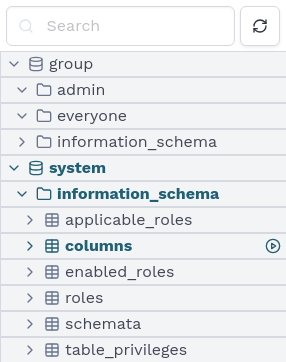 Search
group
admin
everyone
information_schema
system
information_schema
applicable_roles
columns
enabled_roles
roles
schemata
table_privileges